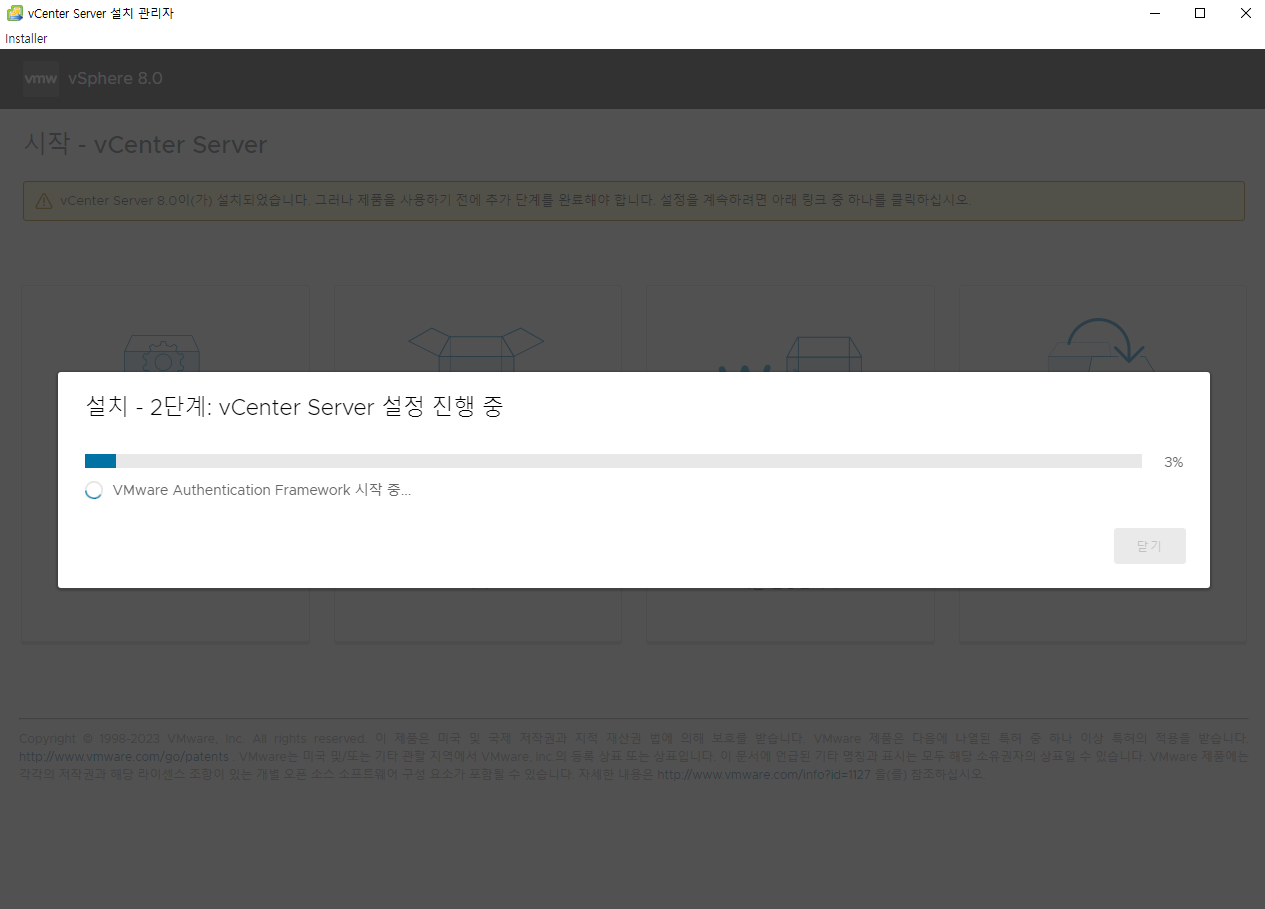 vCenter Server 설치 관리자
Installer
vmw vSphere 8.0
시작 - vCenter Server
vCenter Server 8.0이(가) 설치되었습니다. 그러나 제품을 사용하기 전에 추가 단계를 완료해야 합니다. 설정을 계속하려면 아래 링크 중 하나를 클릭하십시오.
설치 - 2단계: vCenter Server 설정 진행 중
3%
VMware Authentication Framework 시작 중...
닫기
Copyright © 1998-2023 VMware, Inc. All rights reserved. 이 제품은 미국 및 국제 저작권과 지적 재산권 법에 의해 보호를 받습니다. VMware 제품은 다음에 나열된 특허 중 하나 이상 특허의 적용을 받습니다.
http://www.vmware.com/go/patents. VMware는 미국 및/또는 기타 관할 지역에서 VMware, Inc.의 등록 상표 또는 상표입니다. 이 문서에 언급된 기타 명칭과 표시는 모두 해당 소유권자의 상표일 수 있습니다. VMware 제품에는
각각의 저작권과 해당 라이센스 조항이 있는 개별 오픈 소스 소프트웨어 구성 요소가 포함될 수 있습니다. 자세한 내용은 http://www.vmware.com/info?id=1127 을(를) 참조하십시오.